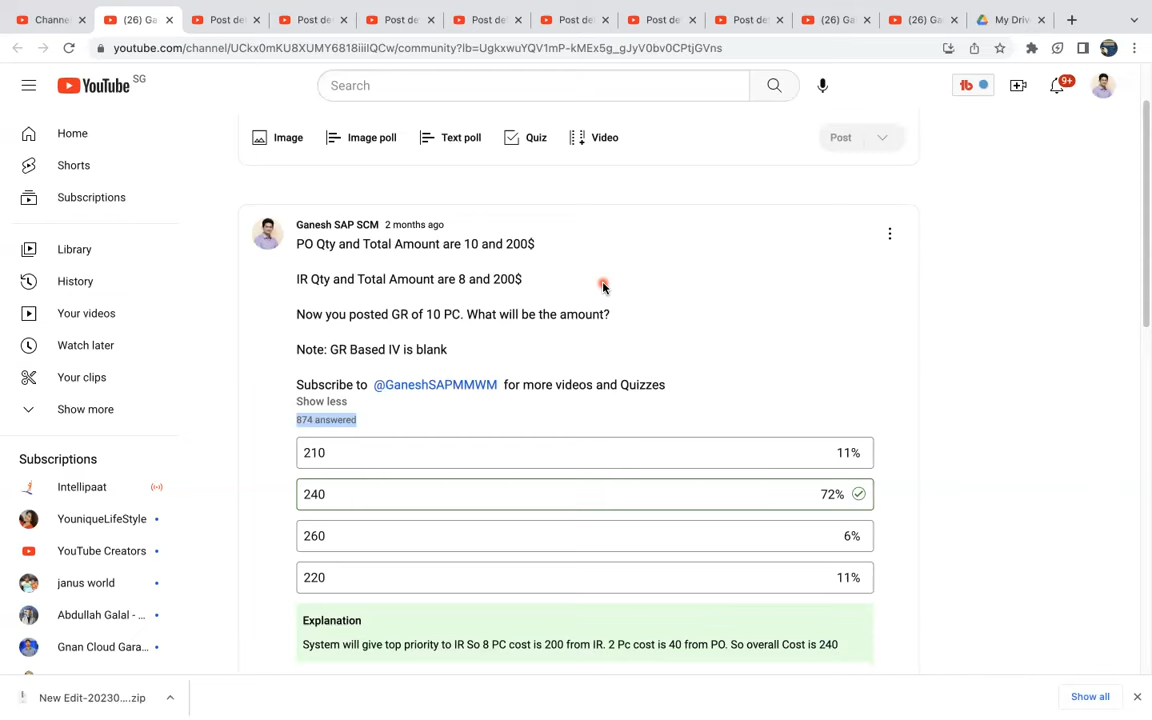 Channe
(26) Ga
Post de
Post de
Post de
Post de
Post de
Post de
Post de
(26) Ga
(26) Ga
My Driv
youtube.com/channel/UCkx0mKU8XUMY6818iiiIQCw/community?lb=UgkxwuYQV1mP-kMEx5g_gJyV0bv0CPtjGVns
YouTube SG
Search
9+
Home
Shorts
Subscriptions
Library
History
Your videos
Watch later
Your clips
Show more
Subscriptions
Intellipaat
YouniqueLifeStyle
YouTube Creators
janus world
Abdullah Galal - ...
Gnan Cloud Gara...
Image
Image poll
Text poll
Quiz
Video
Post
Ganesh SAP SCM 2 months ago
PO Qty and Total Amount are 10 and 200$
IR Qty and Total Amount are 8 and 200$
Now you posted GR of 10 PC. What will be the amount?
Note: GR Based IV is blank
Subscribe to @GaneshSAPMMWM for more videos and Quizzes
Show less
874 answered
210 11%
240 72%
260 6%
220 11%
Explanation
System will give top priority to IR So 8 PC cost is 200 from IR. 2 Pc cost is 40 from PO. So overall Cost is 240
New Edit-20230....zip
Show all